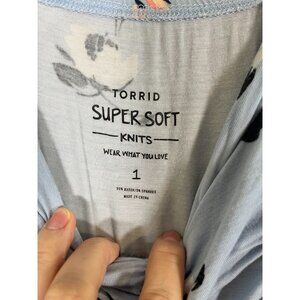 TORRID
SUPER SOFT
KNITS
WEAR WHAT YOU LOVE
1
MADE IN CHINA